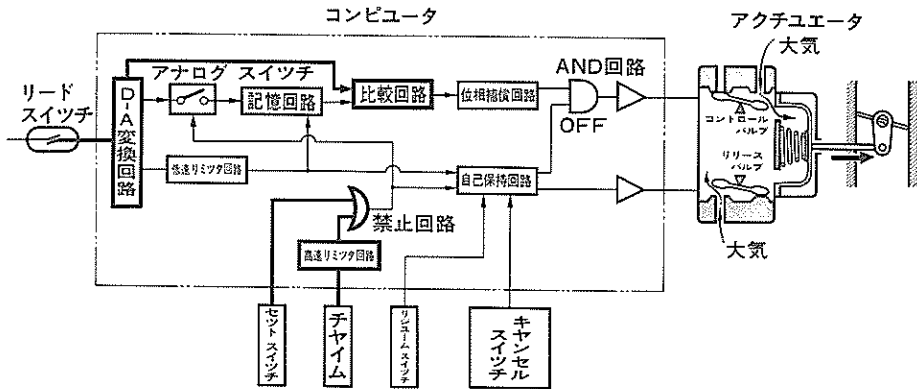 コンピュータ
アクチユエータ
大気
リード
スイッチ
D-A変換回路
アナログ スイッチ
記憶回路
比較回路
位相補償回路
AND回路
OFF
コントロール
バルブ
リリース
バルブ
低速リミツタ回路
自己保持回路
禁止回路
高速リミツタ回路
大気
セット スイッチ
チャイム
リジューム スイッチ
キャンセル
スイッチ